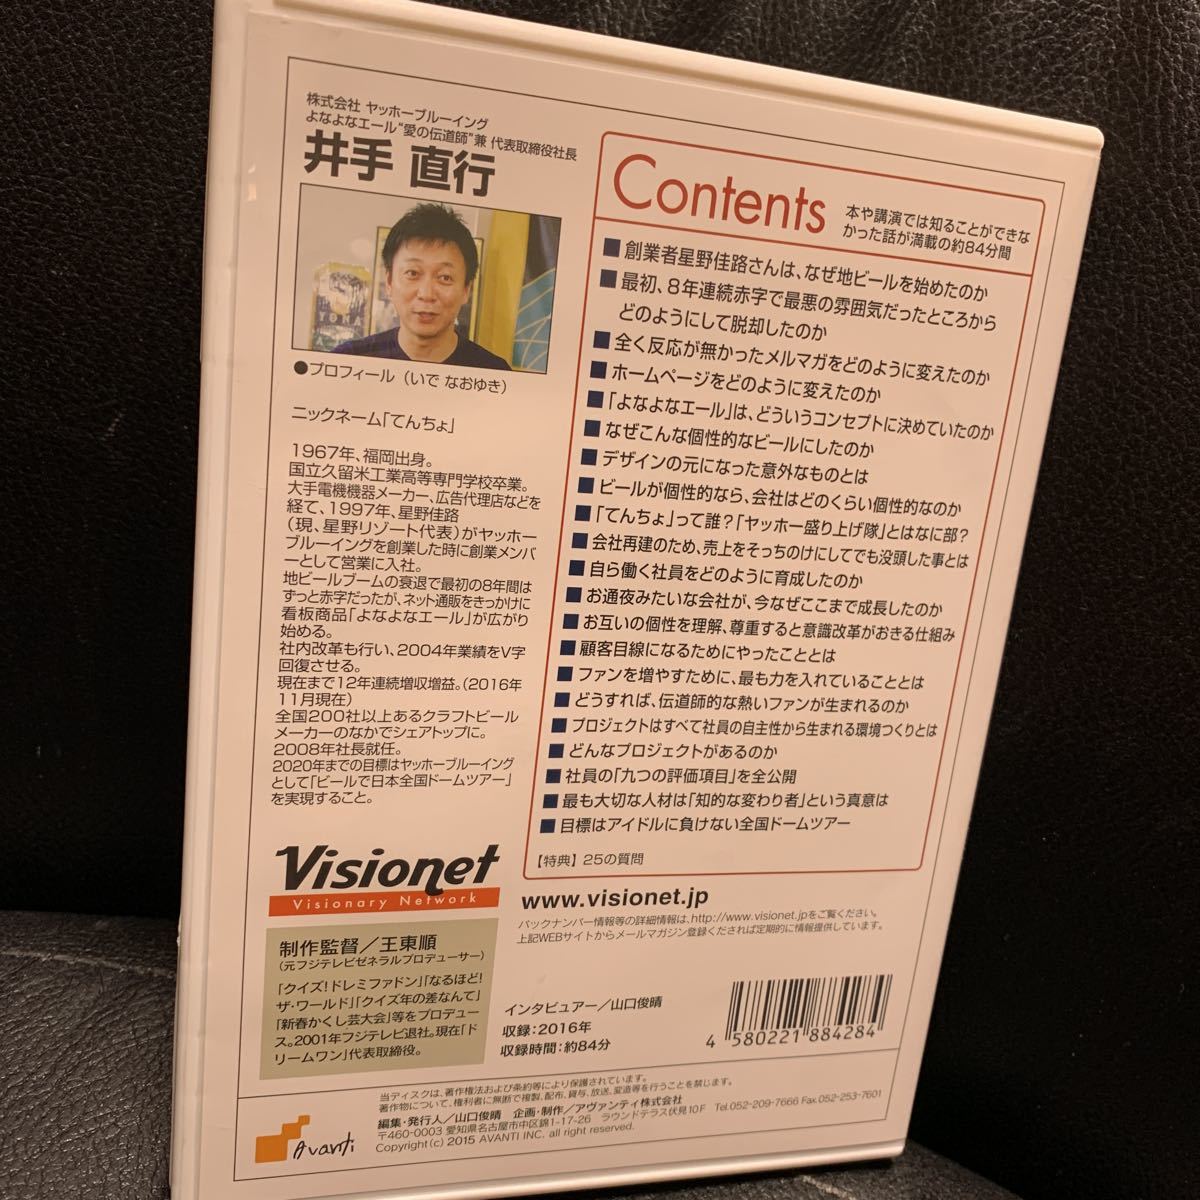 株式会社 ヤッホーブルーイング
よなよなエール“愛の伝道師”兼 代表取締役社長
井手 直行
●プロフィール（いで なおゆき）
ニックネーム「てんちょ」
1967年、福岡出身。
国立久留米工業高等専門学校卒業。
大手電機機器メーカー、広告代理店などを
経て、1997年、星野佳路
（現、星野リゾート代表）がヤッホー
ブルーイングを創業した時に創業メンバ
ーとして営業に入社。
地ビールブームの衰退で最初の8年間は
ずっと赤字だったが、ネット通販をきっかけに
看板商品「よなよなエール」が広がり
始める。
社内改革も行い、2004年業績をV字
回復させる。
現在まで12年連続増収増益。(2016年
11月現在)
全国200社以上あるクラフトビール
メーカーのなかでシェアトップに。
2008年社長就任。
2020年までの目標はヤッホーブルーイング
として「ビールで日本全国ドームツアー」
を実現すること。
Contents
本や講演では知ることができな
かった話が満載の約84分間
■創業者星野佳路さんは、なぜ地ビールを始めたのか
■最初、8年連続赤字で最悪の雰囲気だったところから
どのようにして脱却したのか
■全く反応が無かったメルマガをどのように変えたのか
■ホームページをどのように変えたのか
■「よなよなエール」は、どういうコンセプトに決めていたのか
■なぜこんな個性的なビールにしたのか
■デザインの元になった意外なものとは
■ビールが個性的なら、会社はどのくらい個性的なのか
■「てんちょ」って誰？「ヤッホー盛り上げ隊」とはなに部？
■会社再建のため、売上をそっちのけにしてでも没頭した事とは
■自ら働く社員をどのように育成したのか
■お通夜みたいな会社が、今なぜここまで成長したのか
■お互いの個性を理解、尊重すると意識改革がおきる仕組み
■顧客目線になるためにやったこととは
■ファンを増やすために、最も力を入れていることとは
■どうすれば、伝道師的な熱いファンが生まれるのか
■プロジェクトはすべて社員の自主性から生まれる環境つくりとは
■どんなプロジェクトがあるのか
■社員の「九つの評価項目」を全公開
■最も大切な人材は「知的な変わり者」という真意は
■目標はアイドルに負けない全国ドームツアー
【特典】25の質問
Visionet
Visionary Network
www.visionet.jp
バックナンバー情報等の詳細情報は、http://www.visionet.jpをご覧ください。
上記WEBサイトからメールマガジン登録くだされば定期的に情報提供しています。
制作監督／王東順
(元フジテレビゼネラルプロデューサー)
「クイズ！ドレミファドン」「なるほど！
ザ・ワールド」「クイズ年の差なんて」
「新春かくし芸大会」等をプロデュー
ス。2001年フジテレビ退社。現在「ド
リームワン」代表取締役。
インタビュアー／山口俊晴
収録：2016年
収録時間：約84分
4 580221 884284
当ディスクは、著作権法および条約等により保護されています。
著作物について、権利者に無断で複製、配布、貸与、放送、変造等を行うことを禁じます。
編集・発行人／山口俊晴 企画・制作／アヴァンティ株式会社
〒460-0003 愛知県名古屋市中区錦1-17-26 ラウンドテラス伏見10F Tel.052-209-7666 Fax.052-253-7601
Copyright(c) 2015 AVANTI INC. all right reserved.
Avanti